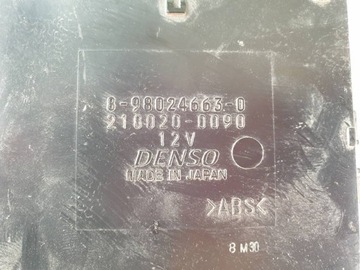 8-98024663-0
210020-0090
12V
DENSO
MADE IN JAPAN
>ABS<
8 M30